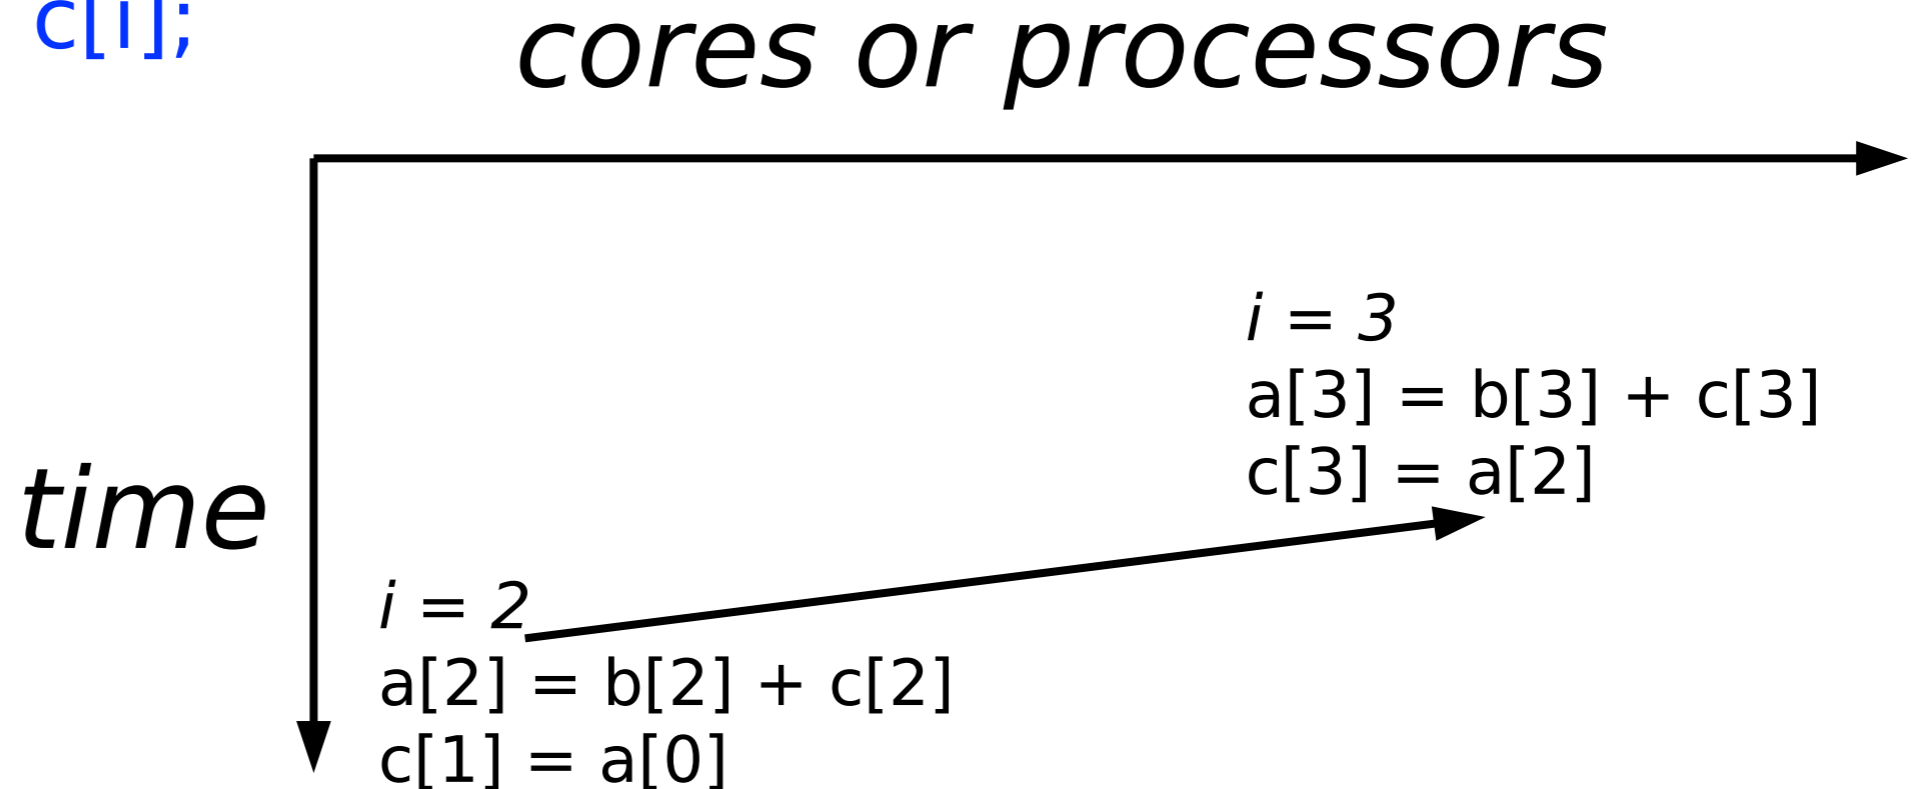 c[i];
cores or processors
i = 3
a[3] = b[3] + c[3]
c[3] = a[2]
time
i = 2
a[2] = b[2] + c[2]
c[1] = a[0]